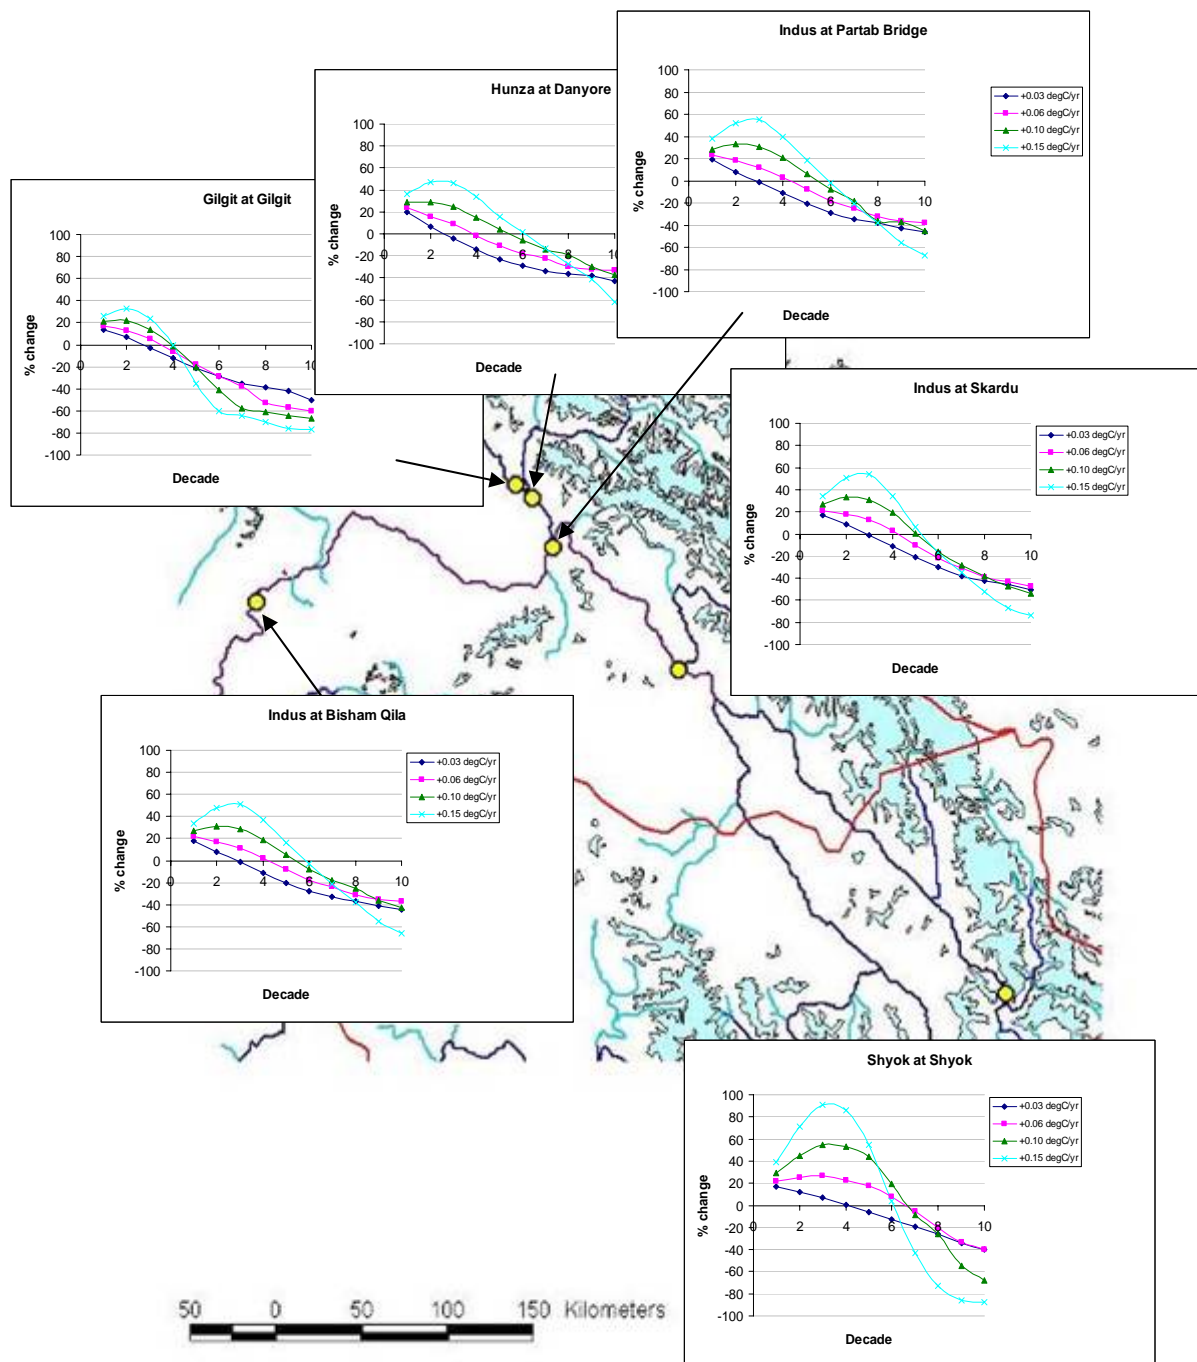 Indus at Partab Bridge
% change
100
80
60
40
20
0
-20
-40
-60
-80
-100
0 2 4 6 8 10
Decade
+0.03 degC/yr
+0.06 degC/yr
+0.10 degC/yr
+0.15 degC/yr
Hunza at Danyore
% change
100
80
60
40
20
0
-20
-40
-60
-80
-100
0 2 4 6 8 10
Decade
Gilgit at Gilgit
% change
100
80
60
40
20
0
-20
-40
-60
-80
-100
0 2 4 6 8 10
Decade
Indus at Skardu
% change
100
80
60
40
20
0
-20
-40
-60
-80
-100
0 2 4 6 8 10
Decade
+0.03 degC/yr
+0.06 degC/yr
+0.10 degC/yr
+0.15 degC/yr
Indus at Bisham Qila
% change
100
80
60
40
20
0
-20
-40
-60
-80
-100
0 2 4 6 8 10
Decade
+0.03 degC/yr
+0.06 degC/yr
+0.10 degC/yr
+0.15 degC/yr
Shyok at Shyok
% change
100
80
60
40
20
0
-20
-40
-60
-80
-100
0 2 4 6 8 10
Decade
+0.03 degC/yr
+0.06 degC/yr
+0.10 degC/yr
+0.15 degC/yr
50 0 50 100 150 Kilometers